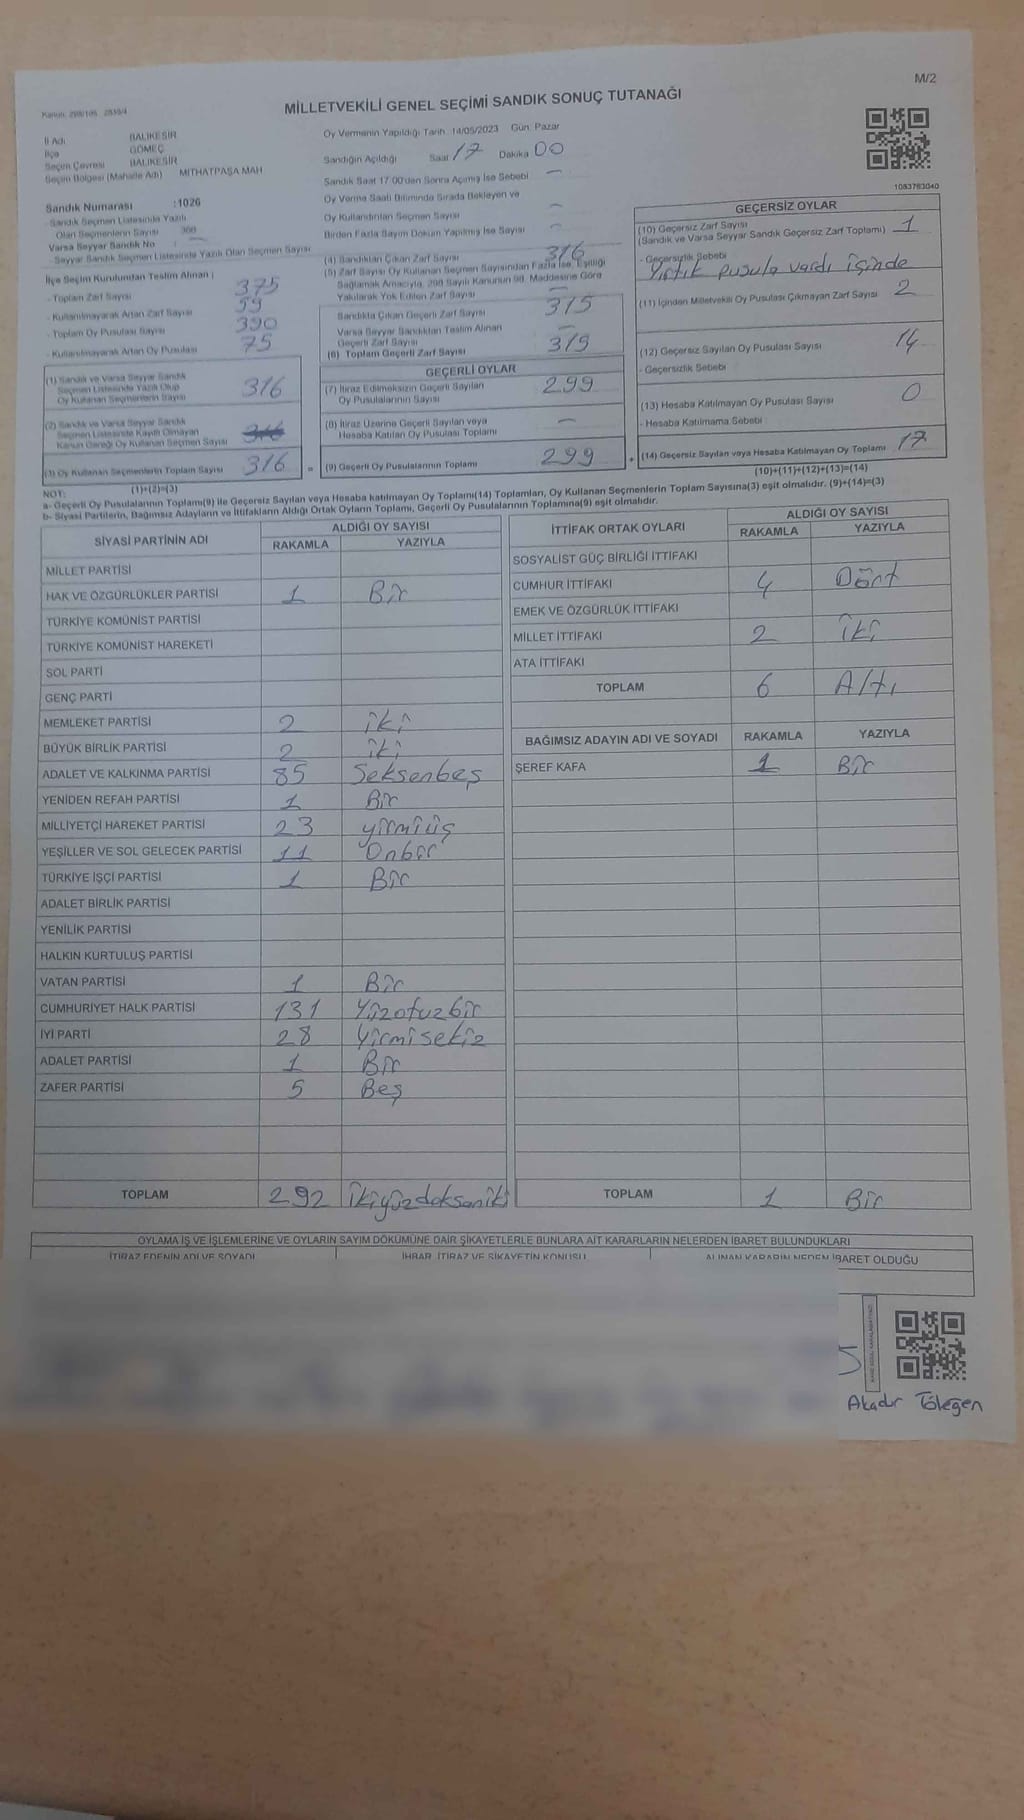 M/2
MİLLETVEKİLİ GENEL SEÇİMİ SANDIK SONUÇ TUTANAĞI
İl Adı BALIKESİR
İlçe GÖMEÇ
Seçim Çevresi BALIKESİR
Seçim Bölgesi (Mahalle Adı) MİTHATPAŞA MAH
Sandık Numarası :1026
- Sandık Seçmen Listesinde Yazılı
Olan Seçmenlerin Sayısı
Varsa Seyyar Sandık No :
- Seyyar Sandık Seçmen Listesinde Yazılı Olan Seçmen Sayısı
İlçe Seçim Kurulundan Teslim Alınan ;
- Toplam Zarf Sayısı 375
- Kullanılmayarak Artan Zarf Sayısı 59
- Toplam Oy Pusulası Sayısı 390
- Kullanılmayarak Artan Oy Pusulası 75
(1) Sandık ve Varsa Seyyar Sandık
Seçmen Listesinde Yazılı Olup
Oy Kullanan Seçmenlerin Sayısı 316
(2) Sandık ve Varsa Seyyar Sandık
Seçmen Listesinde Kaydı Olmayan
Kanun Gereği Oy Kullanan Seçmen Sayısı
(3) Oy Kullanan Seçmenlerin Toplam Sayısı 316 =
(1)+(2)=(3)
Oy Vermenin Yapıldığı Tarih: 14/05/2023 Gün: Pazar
Sandığın Açıldığı Saat 17 Dakika 00
Sandık Saat 17:00'den Sonra Açılmış İse Sebebi —
Oy Verme Saati Bitiminde Sırada Bekleyen ve
Oy Kullandırılan Seçmen Sayısı —
Birden Fazla Sayım Döküm Yapılmış İse Sayısı —
(4) Sandıktan Çıkan Zarf Sayısı 316
(5) Zarf Sayısı Oy Kullanan Seçmen Sayısından Fazla İse, Eşitliği
Sağlamak Amacıyla, 298 Sayılı Kanunun 98. Maddesine Göre
Yakılarak Yok Edilen Zarf Sayısı —
Sandıkta Çıkan Geçerli Zarf Sayısı 315
Varsa Seyyar Sandıktan Teslim Alınan
Geçerli Zarf Sayısı —
(6) Toplam Geçerli Zarf Sayısı 315
GEÇERLİ OYLAR
(7) İtiraz Edilmeksizin Geçerli Sayılan
Oy Pusulalarının Sayısı 299
(8) İtiraz Üzerine Geçerli Sayılan veya
Hesaba Katılan Oy Pusulası Toplamı —
(9) Geçerli Oy Pusulalarının Toplamı 299 +
1083763040
GEÇERSİZ OYLAR
(10) Geçersiz Zarf Sayısı 1
(Sandık ve Varsa Seyyar Sandık Geçersiz Zarf Toplamı)
- Geçersizlik Sebebi
Yırtık pusula vardı içinde
(11) İçinden Milletvekili Oy Pusulası Çıkmayan Zarf Sayısı 2
(12) Geçersiz Sayılan Oy Pusulası Sayısı 14
- Geçersizlik Sebebi
(13) Hesaba Katılmayan Oy Pusulası Sayısı 0
- Hesaba Katılmama Sebebi
(14) Geçersiz Sayılan veya Hesaba Katılmayan Oy Toplamı 17
(10)+(11)+(12)+(13)=(14)
NOT:
a- Geçerli Oy Pusulalarının Toplamı(9) ile Geçersiz Sayılan veya Hesaba katılmayan Oy Toplamı(14) Toplamları, Oy Kullanan Seçmenlerin Toplam Sayısına(3) eşit olmalıdır. (9)+(14)=(3)
b- Siyasi Partilerin, Bağımsız Adayların ve İttifakların Aldığı Ortak Oyların Toplamı, Geçerli Oy Pusulalarının Toplamına(9) eşit olmalıdır.
SİYASİ PARTİNİN ADI ALDIĞI OY SAYISI
RAKAMLA YAZIYLA
MİLLET PARTİSİ
HAK VE ÖZGÜRLÜKLER PARTİSİ 1 Bir
TÜRKİYE KOMÜNİST PARTİSİ
TÜRKİYE KOMÜNİST HAREKETİ
SOL PARTİ
GENÇ PARTİ
MEMLEKET PARTİSİ 2 iki
BÜYÜK BİRLİK PARTİSİ 2 iki
ADALET VE KALKINMA PARTİSİ 85 Seksenbeş
YENİDEN REFAH PARTİSİ 1 Bir
MİLLİYETÇİ HAREKET PARTİSİ 23 yirmiüş
YEŞİLLER VE SOL GELECEK PARTİSİ 11 Onbir
TÜRKİYE İŞÇİ PARTİSİ 1 Bir
ADALET BİRLİK PARTİSİ
YENİLİK PARTİSİ
HALKIN KURTULUŞ PARTİSİ
VATAN PARTİSİ 1 Bir
CUMHURİYET HALK PARTİSİ 131 Yüzotuzbir
İYİ PARTİ 28 Yirmisekiz
ADALET PARTİSİ 1 Bir
ZAFER PARTİSİ 5 Beş
TOPLAM 292 İkiyüzdoksaniki
İTTİFAK ORTAK OYLARI ALDIĞI OY SAYISI
RAKAMLA YAZIYLA
SOSYALİST GÜÇ BİRLİĞİ İTTİFAKI
CUMHUR İTTİFAKI 4 Dört
EMEK VE ÖZGÜRLÜK İTTİFAKI
MİLLET İTTİFAKI 2 İki
ATA İTTİFAKI
TOPLAM 6 Altı
BAĞIMSIZ ADAYIN ADI VE SOYADI RAKAMLA YAZIYLA
ŞEREF KAFA 1 Bir
TOPLAM 1 Bir
OYLAMA İŞ VE İŞLEMLERİNE VE OYLARIN SAYIM DÖKÜMÜNE DAİR ŞİKAYETLERLE BUNLARA AİT KARARLARIN NELERDEN İBARET BULUNDUKLARI
İTİRAZ EDENİN ADI VE SOYADI İHBAR, İTİRAZ VE ŞİKAYETİN KONUSU ALINAN KARARIN NEDEN İBARET OLDUĞU